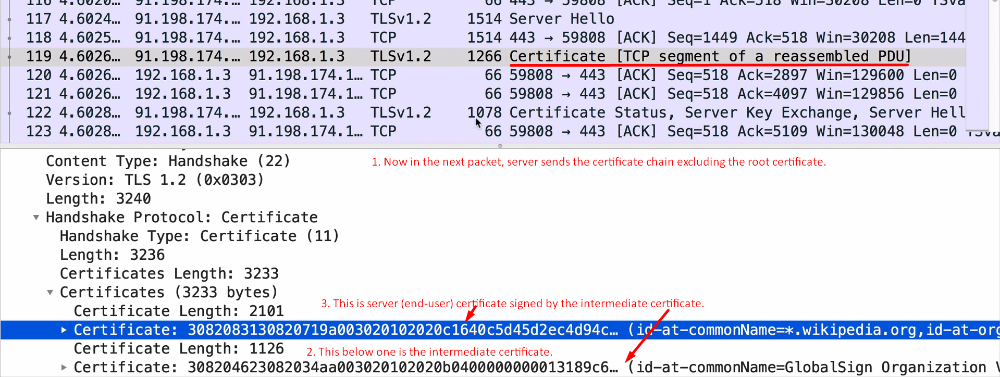 116 4.6020… 91.198.174.… 192.168.1.3 TCP 66 443 → 59808 [ACK] Seq=1 Ack=518 Win=30208 Len=0 TSva
117 4.6024… 91.198.174.… 192.168.1.3 TLSv1.2 1514 Server Hello
118 4.6025… 91.198.174.… 192.168.1.3 TCP 1514 443 → 59808 [ACK] Seq=1449 Ack=518 Win=30208 Len=144
119 4.6026… 91.198.174.… 192.168.1.3 TLSv1.2 1266 Certificate [TCP segment of a reassembled PDU]
120 4.6026… 192.168.1.3 91.198.174.1… TCP 66 59808 → 443 [ACK] Seq=518 Ack=2897 Win=129600 Len=0
121 4.6026… 192.168.1.3 91.198.174.1… TCP 66 59808 → 443 [ACK] Seq=518 Ack=4097 Win=129856 Len=0
122 4.6028… 91.198.174.… 192.168.1.3 TLSv1.2 1078 Certificate Status, Server Key Exchange, Server Hell
123 4.6028… 192.168.1.3 91.198.174.1… TCP 66 59808 → 443 [ACK] Seq=518 Ack=5109 Win=130048 Len=0 TSva
Content Type: Handshake (22)
1. Now in the next packet, server sends the certificate chain excluding the root certificate.
Version: TLS 1.2 (0x0303)
Length: 3240
Handshake Protocol: Certificate
Handshake Type: Certificate (11)
Length: 3236
Certificates Length: 3233
Certificates (3233 bytes)
3. This is server (end-user) certificate signed by the intermediate certificate.
Certificate Length: 2101
Certificate: 3082083130820719a003020102020c1640c5d45d2ec4d94c… (id-at-commonName=*.wikipedia.org,id-at-org
Certificate Length: 1126
2. This below one is the intermediate certificate.
Certificate: 308204623082034aa003020102020b0400000000013189c6… (id-at-commonName=GlobalSign Organization V